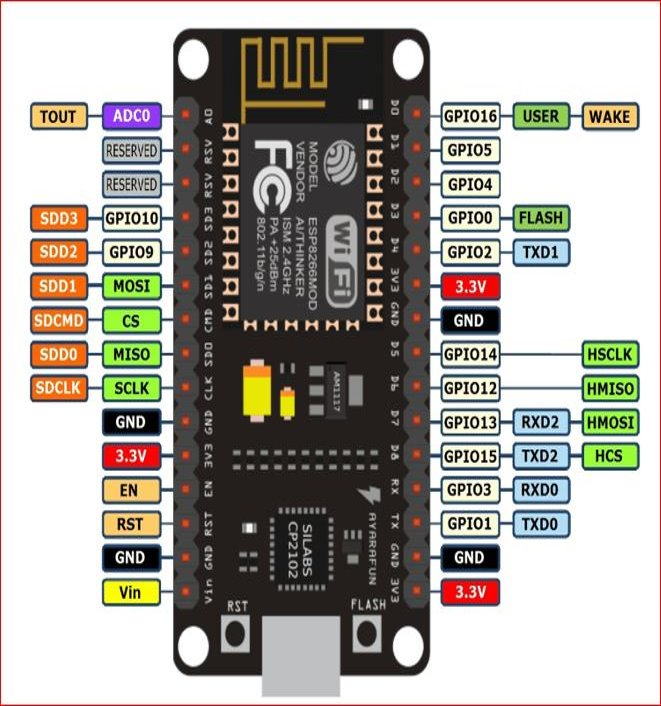 TOUT ADC0 A0 D0 GPIO16 USER WAKE
RESERVED RSV D1 GPIO5
RESERVED RSV D2 GPIO4
SDD3 GPIO10 SD3 D3 GPIO0 FLASH
SDD2 GPIO9 SD2 D4 GPIO2 TXD1
SDD1 MOSI SD1 3V3 3.3V
SDCMD CS CMD GND GND
SDD0 MISO SD0 D5 GPIO14 HSCLK
SDCLK SCLK CLK D6 GPIO12 HMISO
GND GND D7 GPIO13 RXD2 HMOSI
3.3V 3V3 D8 GPIO15 TXD2 HCS
EN EN RX GPIO3 RXD0
RST RST TX GPIO1 TXD0
GND GND GND GND
Vin Vin 3V3 3.3V
MODEL ESP8266MOD
VENDOR AI/THINKER
ISM 2.4GHz
PA +25dBm
802.11b/g/n
FC
Wi Fi
AM1117
SILABS
CP2102
AYARAFUN
RST
FLASH